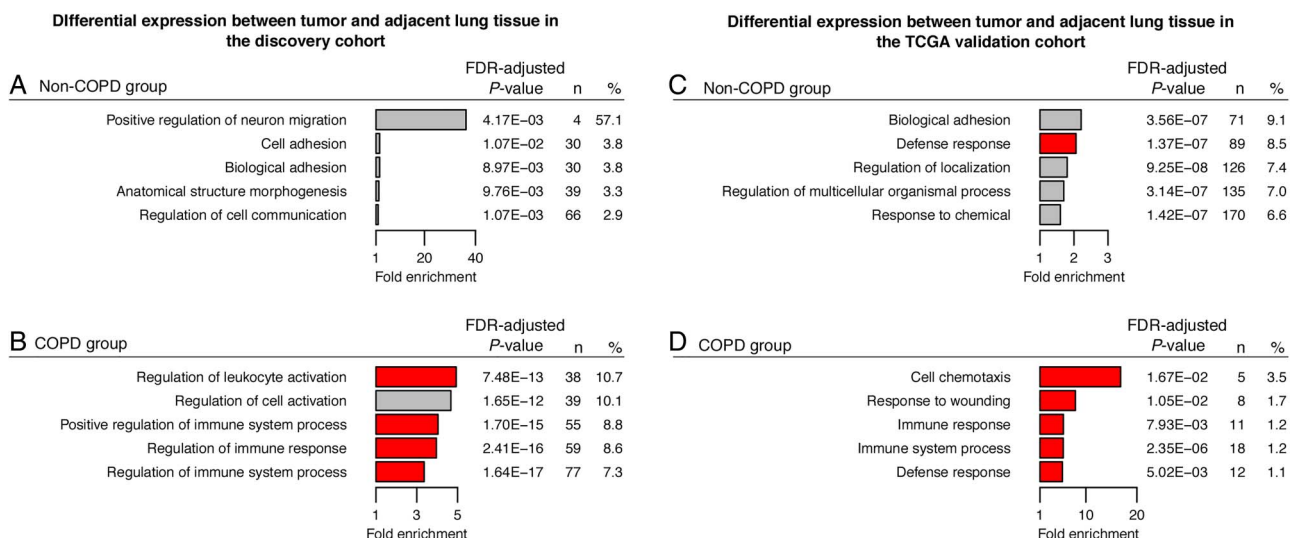 Differential expression between tumor and adjacent lung tissue in
the discovery cohort
A Non-COPD group FDR-adjusted P-value n %
Positive regulation of neuron migration 4.17E−03 4 57.1
Cell adhesion 1.07E−02 30 3.8
Biological adhesion 8.97E−03 30 3.8
Anatomical structure morphogenesis 9.76E−03 39 3.3
Regulation of cell communication 1.07E−03 66 2.9
1 20 40
Fold enrichment
B COPD group FDR-adjusted P-value n %
Regulation of leukocyte activation 7.48E−13 38 10.7
Regulation of cell activation 1.65E−12 39 10.1
Positive regulation of immune system process 1.70E−15 55 8.8
Regulation of immune response 2.41E−16 59 8.6
Regulation of immune system process 1.64E−17 77 7.3
1 3 5
Fold enrichment
Differential expression between tumor and adjacent lung tissue in
the TCGA validation cohort
C Non-COPD group FDR-adjusted P-value n %
Biological adhesion 3.56E−07 71 9.1
Defense response 1.37E−07 89 8.5
Regulation of localization 9.25E−08 126 7.4
Regulation of multicellular organismal process 3.14E−07 135 7.0
Response to chemical 1.42E−07 170 6.6
1 2 3
Fold enrichment
D COPD group FDR-adjusted P-value n %
Cell chemotaxis 1.67E−02 5 3.5
Response to wounding 1.05E−02 8 1.7
Immune response 7.93E−03 11 1.2
Immune system process 2.35E−06 18 1.2
Defense response 5.02E−03 12 1.1
1 10 20
Fold enrichment